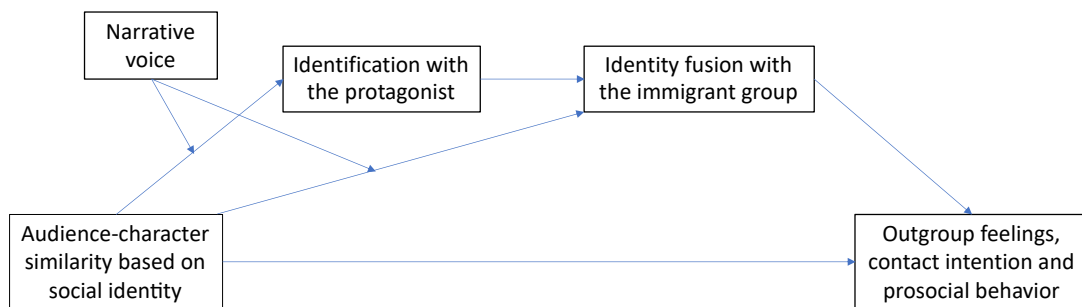 Narrative
voice
Identification with
the protagonist
Identity fusion with
the immigrant group
Audience-character
similarity based on
social identity
Outgroup feelings,
contact intention and
prosocial behavior